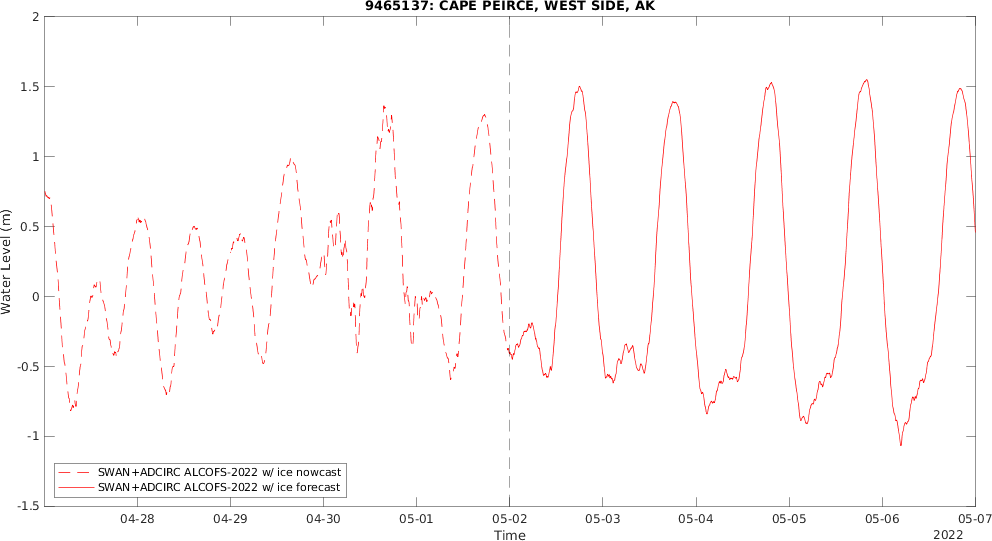 9465137: CAPE PEIRCE, WEST SIDE, AK
2
1.5
1
0.5
0
-0.5
-1
-1.5
Water Level (m)
SWAN+ADCIRC ALCOFS-2022 w/ ice nowcast
SWAN+ADCIRC ALCOFS-2022 w/ ice forecast
04-28 04-29 04-30 05-01 05-02 05-03 05-04 05-05 05-06 05-07
Time
2022